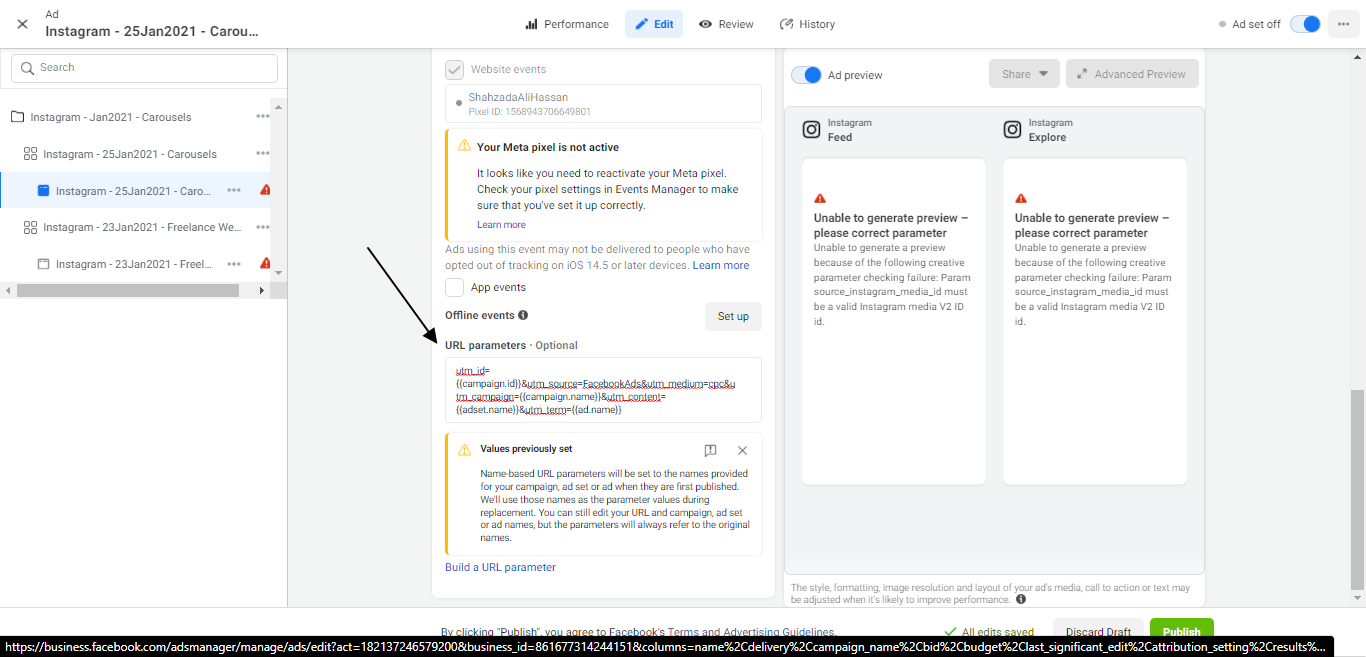 Ad
Instagram - 25Jan2021 - Carou...
Performance
Edit
Review
History
Ad set off
Search
Instagram - Jan2021 - Carousels
Instagram - 25Jan2021 - Carousels
Instagram - 25Jan2021 - Caro...
Instagram - 23Jan2021 - Freelance We...
Instagram - 23Jan2021 - Freel...
Website events
ShahzadaAliHassan
Pixel ID: 1568943706649801
Your Meta pixel is not active
It looks like you need to reactivate your Meta pixel.
Check your pixel settings in Events Manager to make
sure that you've set it up correctly.
Learn more
Ads using this event may not be delivered to people who have
opted out of tracking on iOS 14.5 or later devices. Learn more
App events
Offline events
Set up
URL parameters • Optional
utm_id=
{{campaign.id}}&utm_source=FacebookAds&utm_medium=cpc&u
tm_campaign={{campaign.name}}&utm_content=
{{adset.name}}&utm_term={{ad.name}}
Values previously set
Name-based URL parameters will be set to the names provided
for your campaign, ad set or ad when they are first published.
We'll use those names as the parameter values during
replacement. You can still edit your URL and campaign, ad set
or ad names, but the parameters will always refer to the original
names.
Build a URL parameter
Ad preview
Share
Advanced Preview
Instagram
Feed
Unable to generate preview –
please correct parameter
Unable to generate a preview
because of the following creative
parameter checking failure: Param
source_instagram_media_id must
be a valid Instagram media V2 ID
id.
Instagram
Explore
Unable to generate preview –
please correct parameter
Unable to generate a preview
because of the following creative
parameter checking failure: Param
source_instagram_media_id must
be a valid Instagram media V2 ID
id.
The style, formatting, image resolution and layout of your ad's media, call to action or text may
be adjusted when it's likely to improve performance.
By clicking "Publish", you agree to Facebook's Terms and Advertising Guidelines.
All edits saved
Discard Draft
Publish
https://business.facebook.com/adsmanager/manage/ads/edit?act=182137246579200&business_id=861677314244151&columns=name%2Cdelivery%2Ccampaign_name%2Cbid%2Cbudget%2Clast_significant_edit%2Cattribution_setting%2Cresults%...